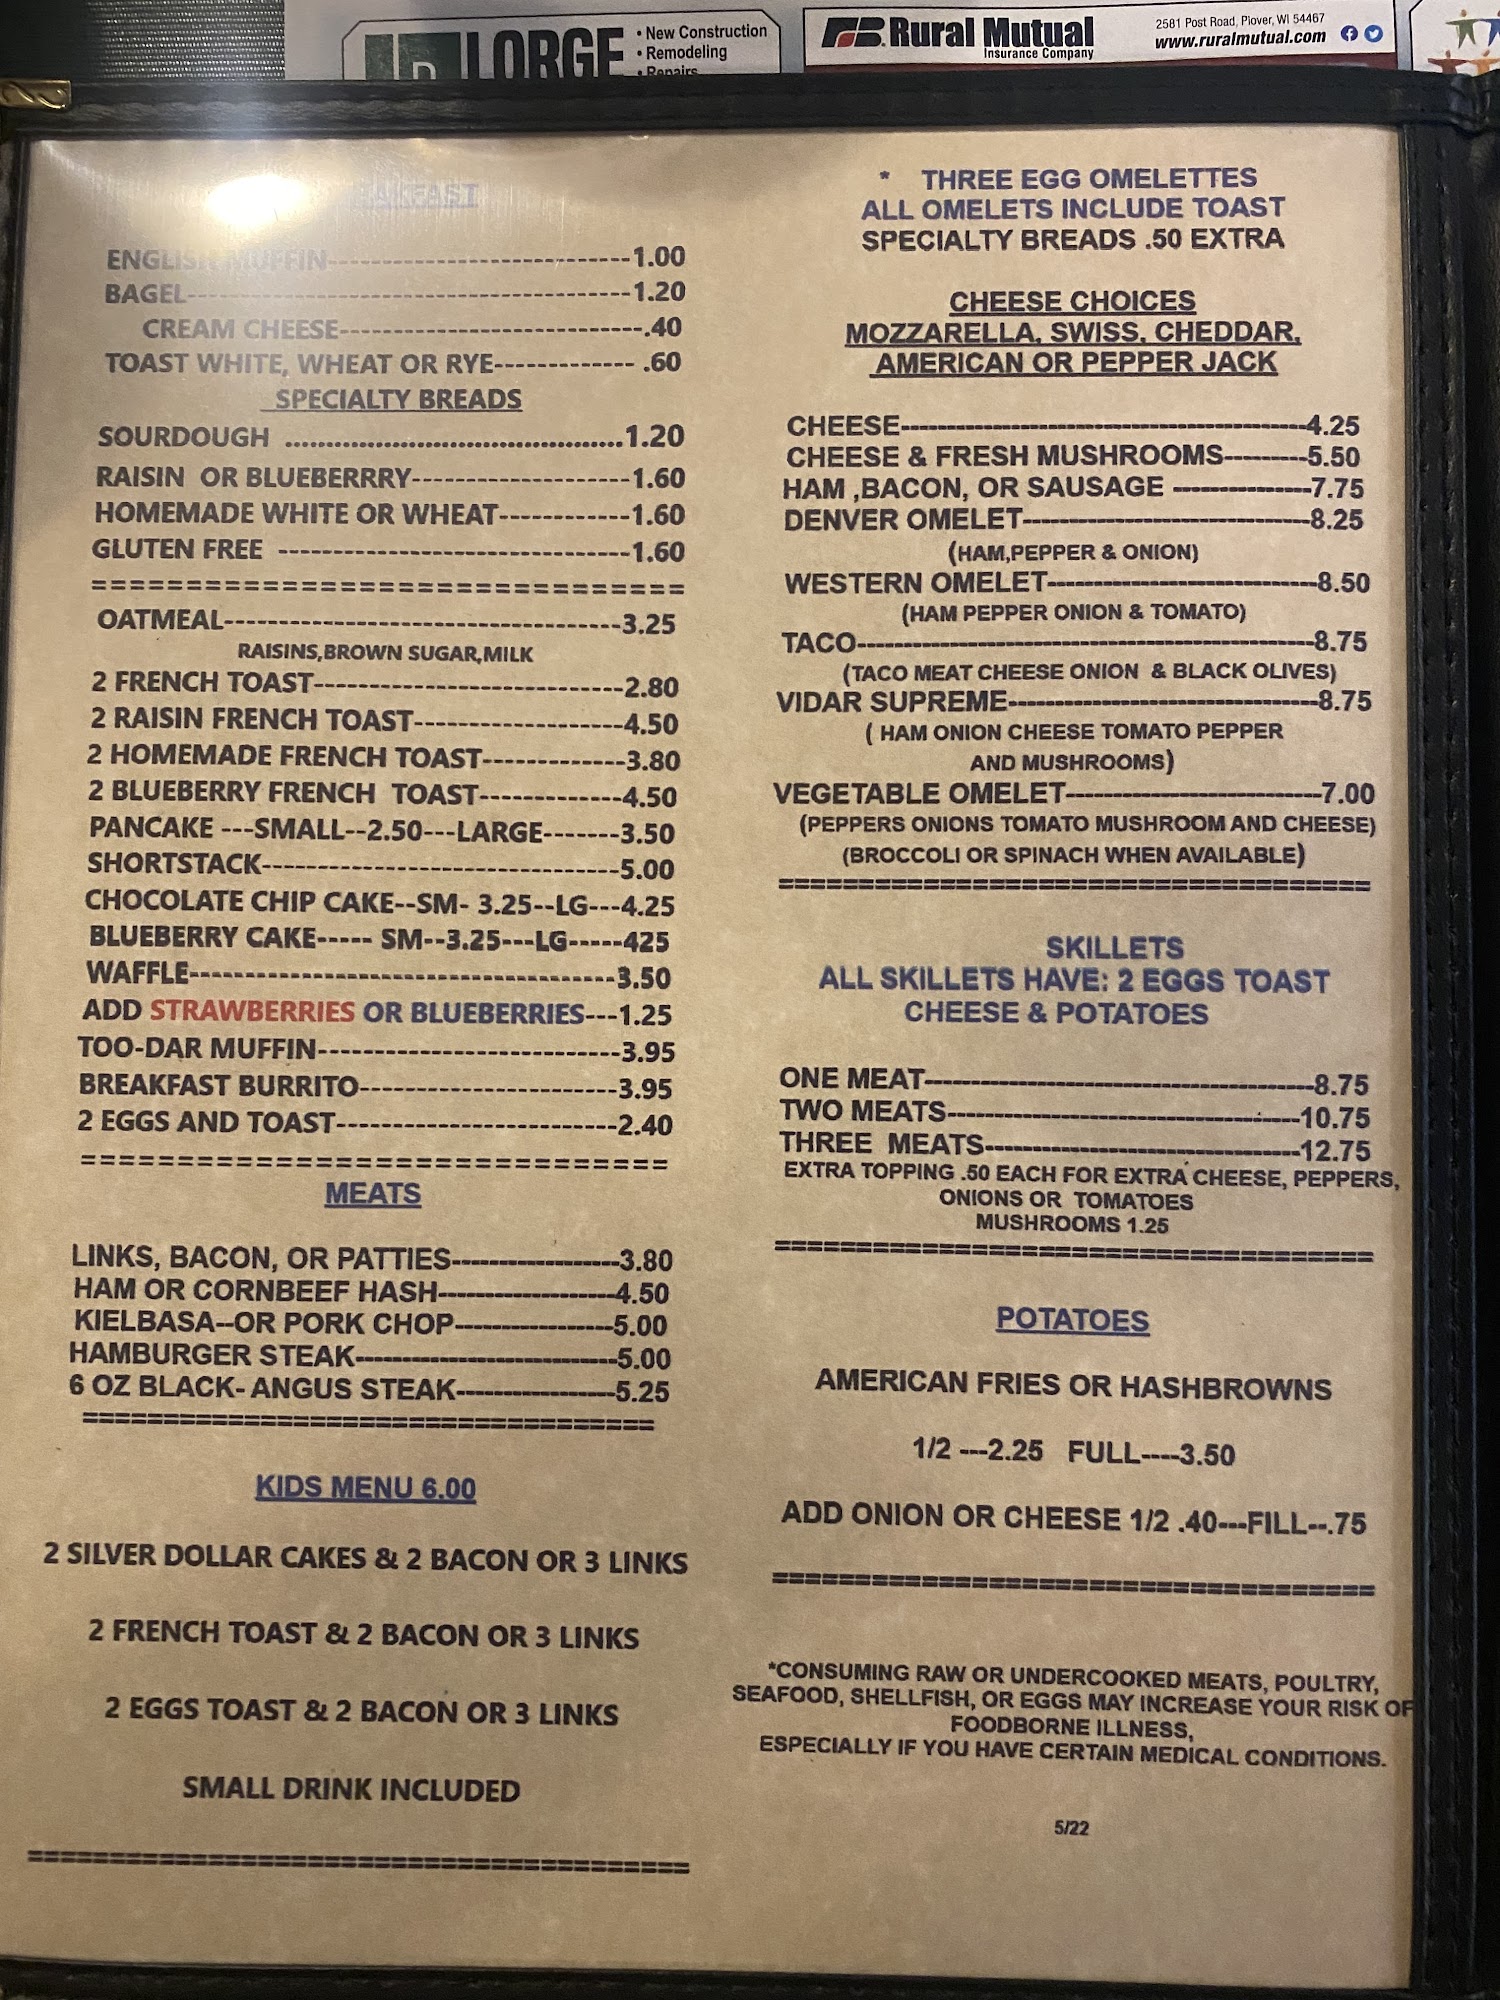 LORGE
• New Construction
• Remodeling
• Repairs
Rural Mutual
Insurance Company
2581 Post Road, Plover, WI 54467
www.ruralmutual.com
ENGLISH MUFFIN------------------------------1.00
BAGEL--------------------------------------------1.20
CREAM CHEESE------------------------------.40
TOAST WHITE, WHEAT OR RYE-------------- .60
SPECIALTY BREADS
SOURDOUGH .........................................1.20
RAISIN OR BLUEBERRRY---------------------1.60
HOMEMADE WHITE OR WHEAT------------1.60
GLUTEN FREE ----------------------------------1.60
===============================
OATMEAL---------------------------------------3.25
RAISINS,BROWN SUGAR,MILK
2 FRENCH TOAST------------------------------2.80
2 RAISIN FRENCH TOAST--------------------4.50
2 HOMEMADE FRENCH TOAST-------------3.80
2 BLUEBERRY FRENCH TOAST-------------4.50
PANCAKE ---SMALL--2.50---LARGE-------3.50
SHORTSTACK-----------------------------------5.00
CHOCOLATE CHIP CAKE--SM- 3.25--LG---4.25
BLUEBERRY CAKE----- SM--3.25---LG-----425
WAFFLE-----------------------------------------3.50
ADD STRAWBERRIES OR BLUEBERRIES---1.25
TOO-DAR MUFFIN-----------------------------3.95
BREAKFAST BURRITO-------------------------3.95
2 EGGS AND TOAST---------------------------2.40
===============================
MEATS
LINKS, BACON, OR PATTIES-------------------3.80
HAM OR CORNBEEF HASH--------------------4.50
KIELBASA--OR PORK CHOP------------------5.00
HAMBURGER STEAK-----------------------------5.00
6 OZ BLACK- ANGUS STEAK------------------5.25
===================================
KIDS MENU 6.00
2 SILVER DOLLAR CAKES & 2 BACON OR 3 LINKS
2 FRENCH TOAST & 2 BACON OR 3 LINKS
2 EGGS TOAST & 2 BACON OR 3 LINKS
SMALL DRINK INCLUDED
========================================
* THREE EGG OMELETTES
ALL OMELETS INCLUDE TOAST
SPECIALTY BREADS .50 EXTRA
CHEESE CHOICES
MOZZARELLA, SWISS, CHEDDAR,
AMERICAN OR PEPPER JACK
CHEESE---------------------------------------------4.25
CHEESE & FRESH MUSHROOMS---------5.50
HAM ,BACON, OR SAUSAGE ---------------7.75
DENVER OMELET--------------------------------8.25
(HAM,PEPPER & ONION)
WESTERN OMELET------------------------------8.50
(HAM PEPPER ONION & TOMATO)
TACO---------------------------------------------------8.75
(TACO MEAT CHEESE ONION & BLACK OLIVES)
VIDAR SUPREME----------------------------------8.75
( HAM ONION CHEESE TOMATO PEPPER
AND MUSHROOMS)
VEGETABLE OMELET----------------------------7.00
(PEPPERS ONIONS TOMATO MUSHROOM AND CHEESE)
(BROCCOLI OR SPINACH WHEN AVAILABLE)
====================================
SKILLETS
ALL SKILLETS HAVE: 2 EGGS TOAST
CHEESE & POTATOES
ONE MEAT-------------------------------------------8.75
TWO MEATS---------------------------------------10.75
THREE MEATS-----------------------------------12.75
EXTRA TOPPING .50 EACH FOR EXTRA CHEESE, PEPPERS,
ONIONS OR TOMATOES
MUSHROOMS 1.25
====================================
POTATOES
AMERICAN FRIES OR HASHBROWNS
1/2 ---2.25 FULL----3.50
ADD ONION OR CHEESE 1/2 .40---FILL--.75
====================================
*CONSUMING RAW OR UNDERCOOKED MEATS, POULTRY,
SEAFOOD, SHELLFISH, OR EGGS MAY INCREASE YOUR RISK OF
FOODBORNE ILLNESS,
ESPECIALLY IF YOU HAVE CERTAIN MEDICAL CONDITIONS.
5/22